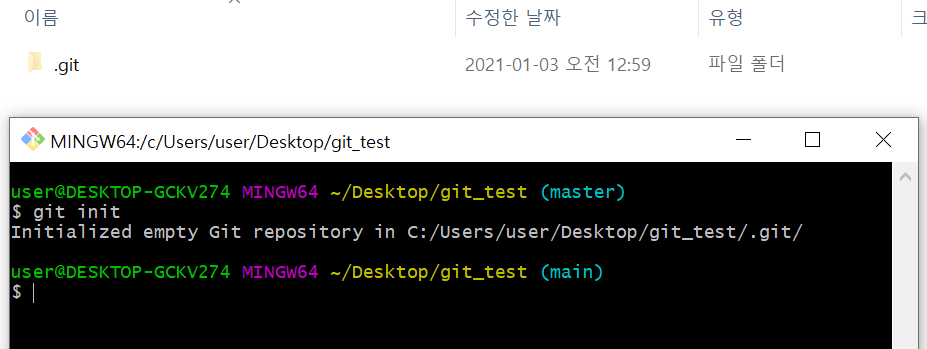 이름 수정한 날짜 유형 크
.git 2021-01-03 오전 12:59 파일 폴더
MINGW64:/c/Users/user/Desktop/git_test
user@DESKTOP-GCKV274 MINGW64 ~/Desktop/git_test (master)
$ git init
Initialized empty Git repository in C:/Users/user/Desktop/git_test/.git/
user@DESKTOP-GCKV274 MINGW64 ~/Desktop/git_test (main)
$